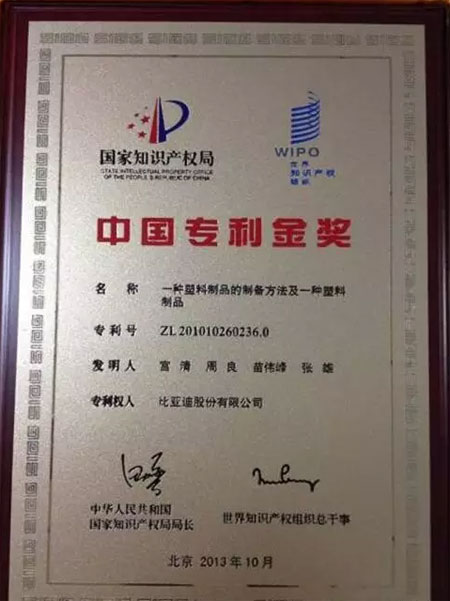 国家知识产权局
STATE INTELLECTUAL PROPERTY OFFICE
OF THE PEOPLE'S REPUBLIC OF CHINA
WIPO
世界
知识产权
组织
中国专利金奖
名称 一种塑料制品的制备方法及一种塑料
制品
专利号 ZL201010260236.0
发明人 宫清 周良 苗伟峰 张雄
专利权人 比亚迪股份有限公司
中华人民共和国
国家知识产权局局长
世界知识产权组织总干事
北京 2013年10月